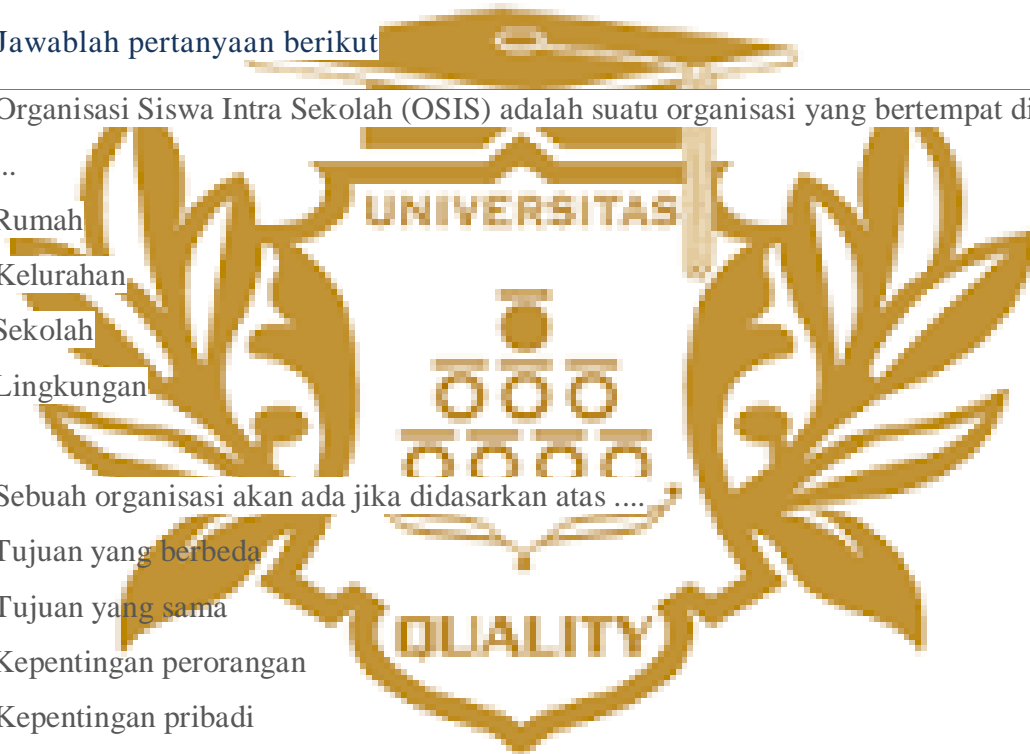 Jawablah pertanyaan berikut
Organisasi Siswa Intra Sekolah (OSIS) adalah suatu organisasi yang bertempat di
...
Rumah
Kelurahan
Sekolah
Lingkungan
Sebuah organisasi akan ada jika didasarkan atas ....
Tujuan yang berbeda
Tujuan yang sama
Kepentingan perorangan
Kepentingan pribadi
UNIVERSITAS
QUALITY